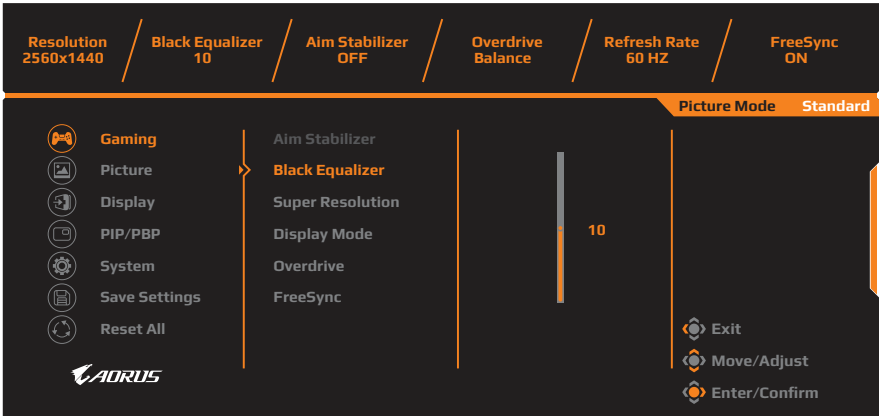 Resolution
2560x1440
Black Equalizer
10
Aim Stabilizer
OFF
Overdrive
Balance
Refresh Rate
60 HZ
FreeSync
ON
Picture Mode Standard
Gaming
Picture
Display
PIP/PBP
System
Save Settings
Reset All
Aim Stabilizer
Black Equalizer
Super Resolution
Display Mode
Overdrive
FreeSync
10
Exit
Move/Adjust
Enter/Confirm
AORUS